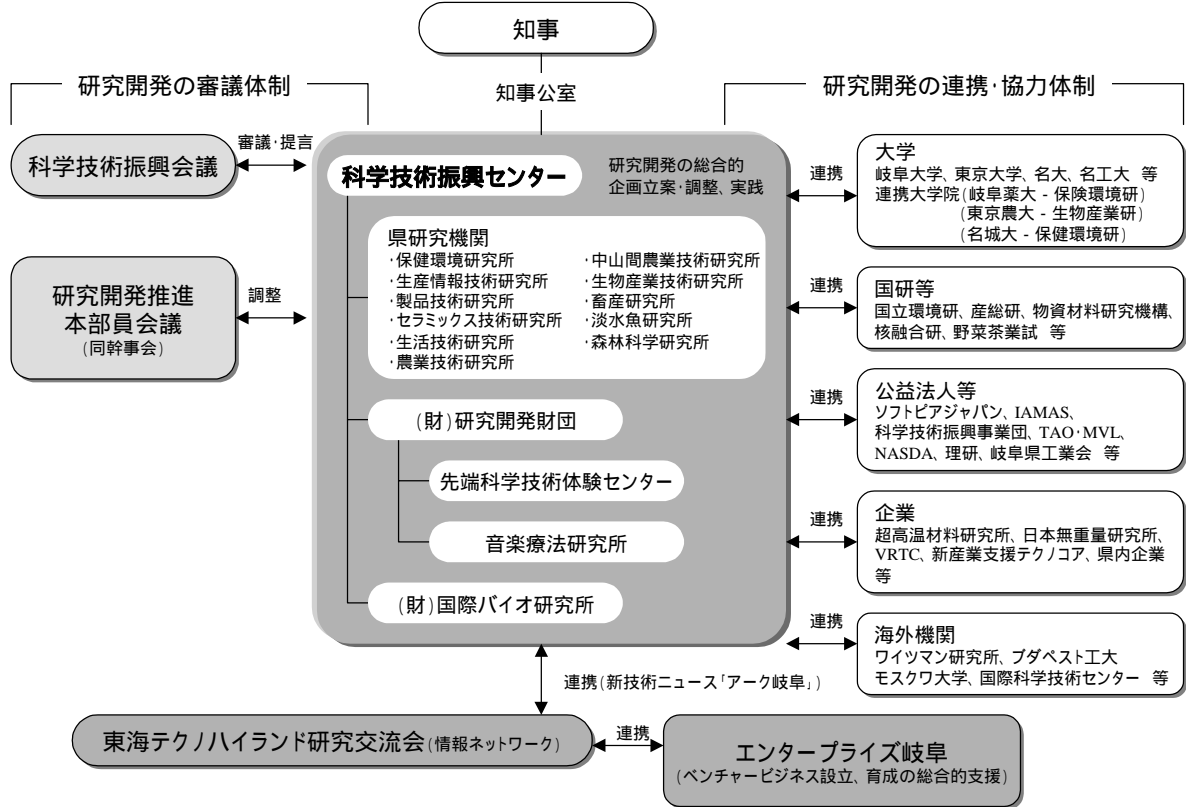 知事
研究開発の審議体制
知事公室
研究開発の連携・協力体制
科学技術振興会議
審議・提言
研究開発推進
本部員会議
(同幹事会)
調整
科学技術振興センター
研究開発の総合的
企画立案・調整、実践
県研究機関
・保健環境研究所
・生産情報技術研究所
・製品技術研究所
・セラミックス技術研究所
・生活技術研究所
・農業技術研究所
・中山間農業技術研究所
・生物産業技術研究所
・畜産研究所
・淡水魚研究所
・森林科学研究所
(財)研究開発財団
先端科学技術体験センター
音楽療法研究所
(財)国際バイオ研究所
連携
大学
岐阜大学、東京大学、名大、名工大 等
連携大学院(岐阜薬大 - 保険環境研)
(東京農大 - 生物産業研)
(名城大 - 保健環境研)
連携
国研等
国立環境研、産総研、物資材料研究機構、
核融合研、野菜茶業試 等
連携
公益法人等
ソフトピアジャパン、IAMAS、
科学技術振興事業団、TAO・MVL、
NASDA、理研、岐阜県工業会 等
連携
企業
超高温材料研究所、日本無重量研究所、
VRTC、新産業支援テクノコア、県内企業
等
連携
海外機関
ワイツマン研究所、ブダペスト工大
モスクワ大学、国際科学技術センター 等
連携(新技術ニュース「アーク岐阜」)
東海テクノハイランド研究交流会(情報ネットワーク)
連携
エンタープライズ岐阜
(ベンチャービジネス設立、育成の総合的支援)